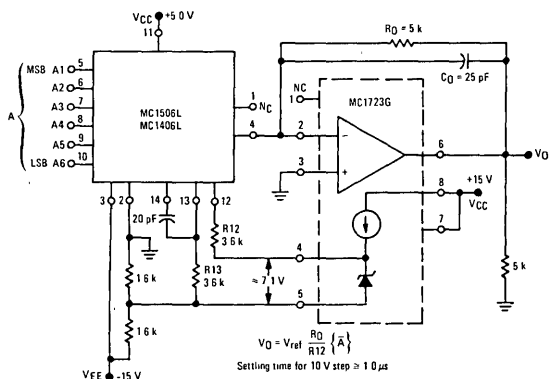 VCC +5.0 V
11
RO = 5 k
CO = 25 pF
MSB A1 5
A2 6
A3 7
A4 8
A5 9
LSB A6 10
A
MC1506L
MC1406L
1 NC
4
NC
1
MC1723G
2
3
6
VO
8
+15 V
VCC
7
3 2 14 13 12
20 pF
R12
3.6 k
R13
3.6 k
≈ 7.1 V
4
5
1.6 k
1.6 k
5 k
VEE -15 V
VO = Vref RO/R12 {A̅}
Settling time for 10 V step ≅ 1.0 µs